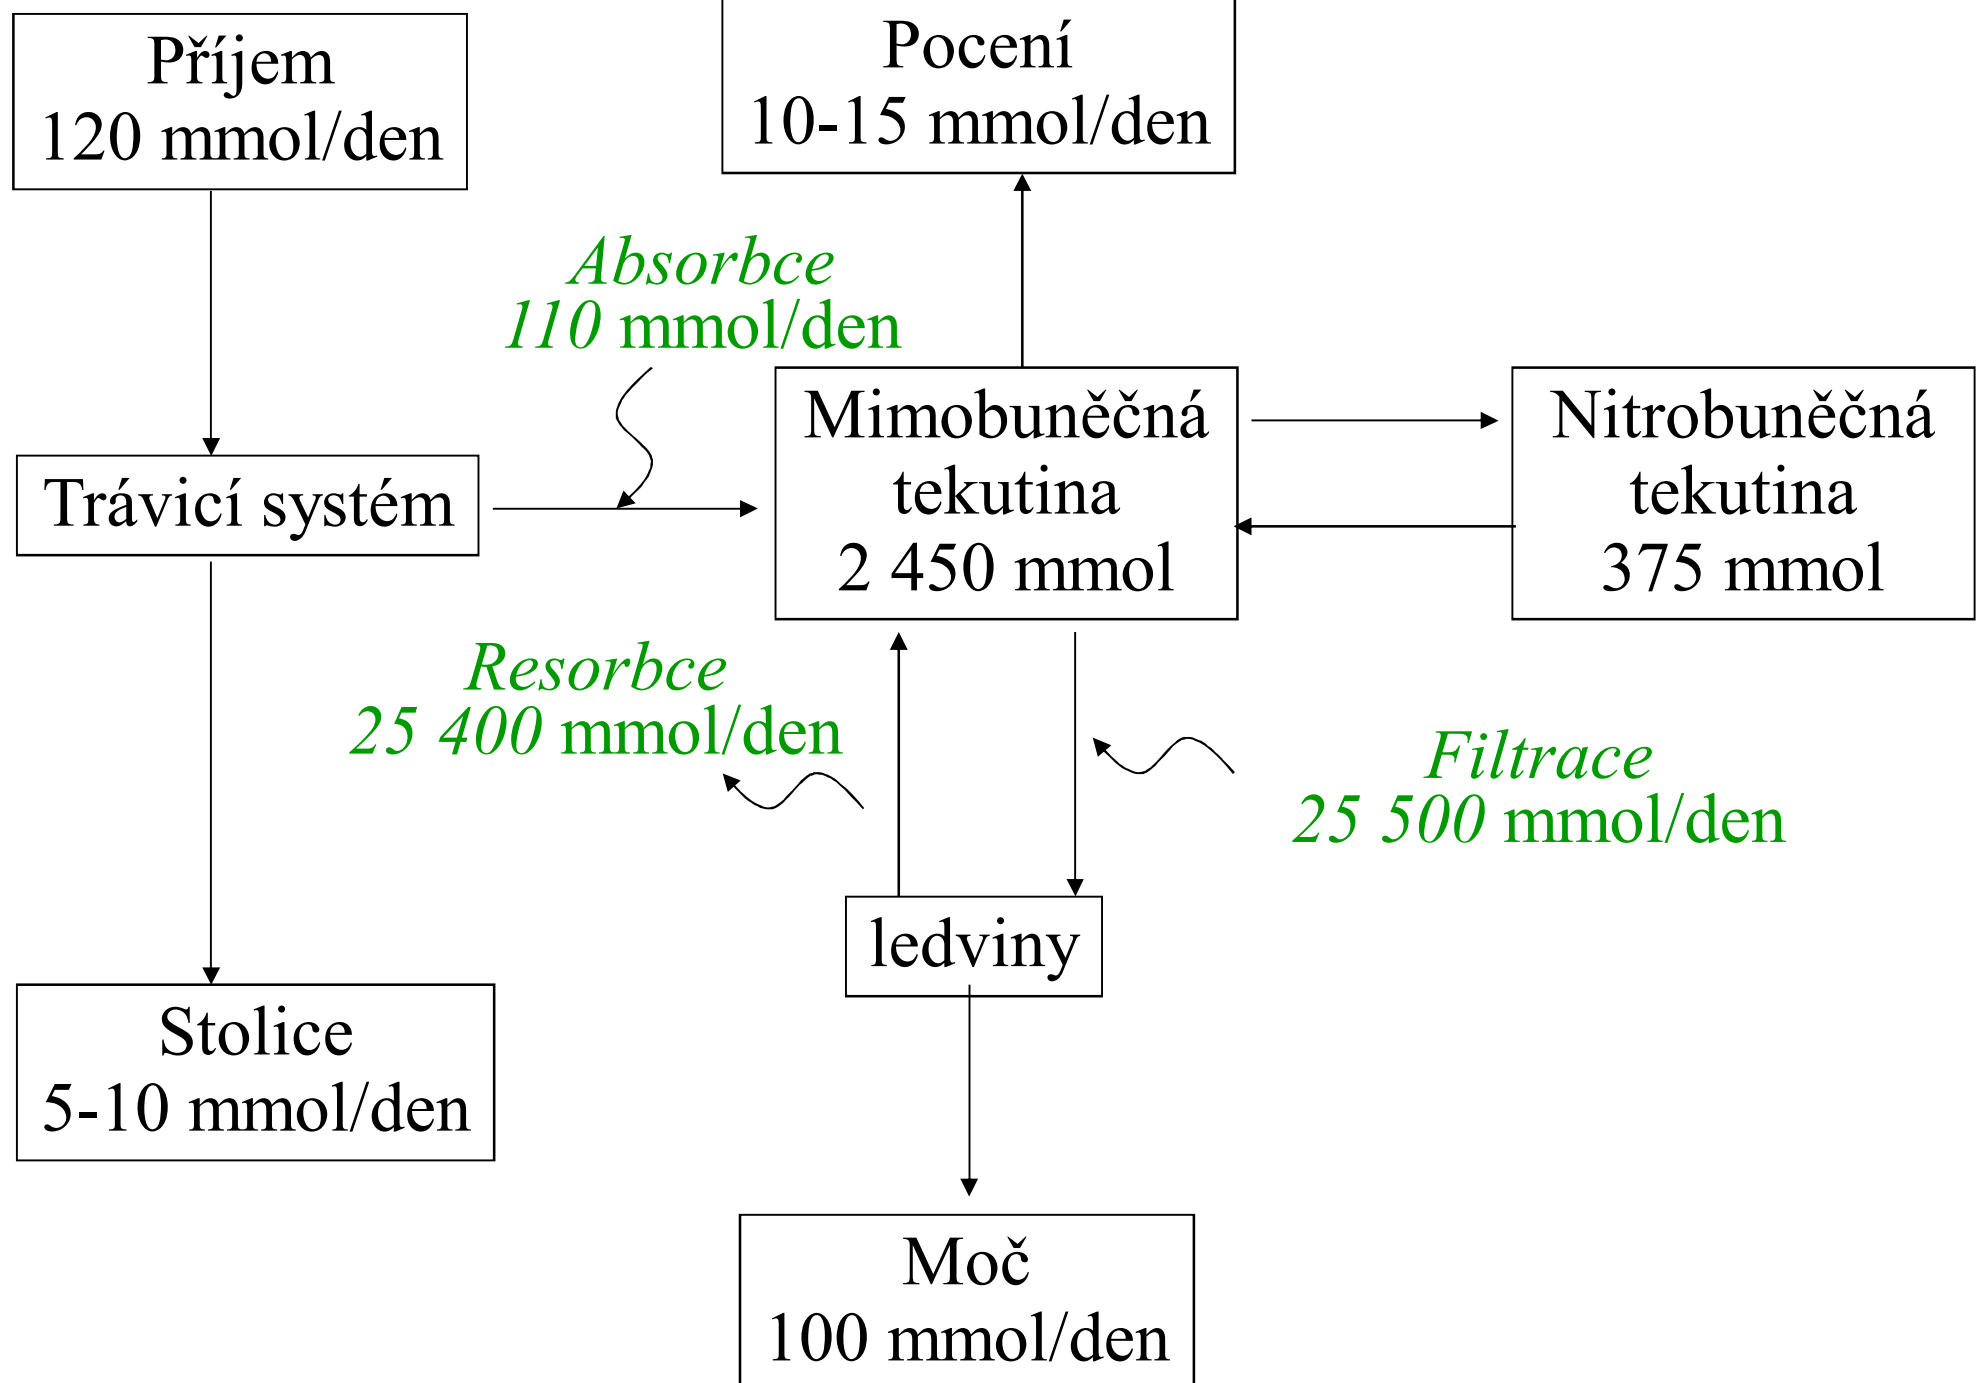 Příjem
120 mmol/den
Pocení
10-15 mmol/den
Absorbce
110 mmol/den
Trávicí systém
Mimobuněčná
tekutina
2 450 mmol
Nitrobuněčná
tekutina
375 mmol
Resorbce
25 400 mmol/den
Filtrace
25 500 mmol/den
ledviny
Stolice
5-10 mmol/den
Moč
100 mmol/den